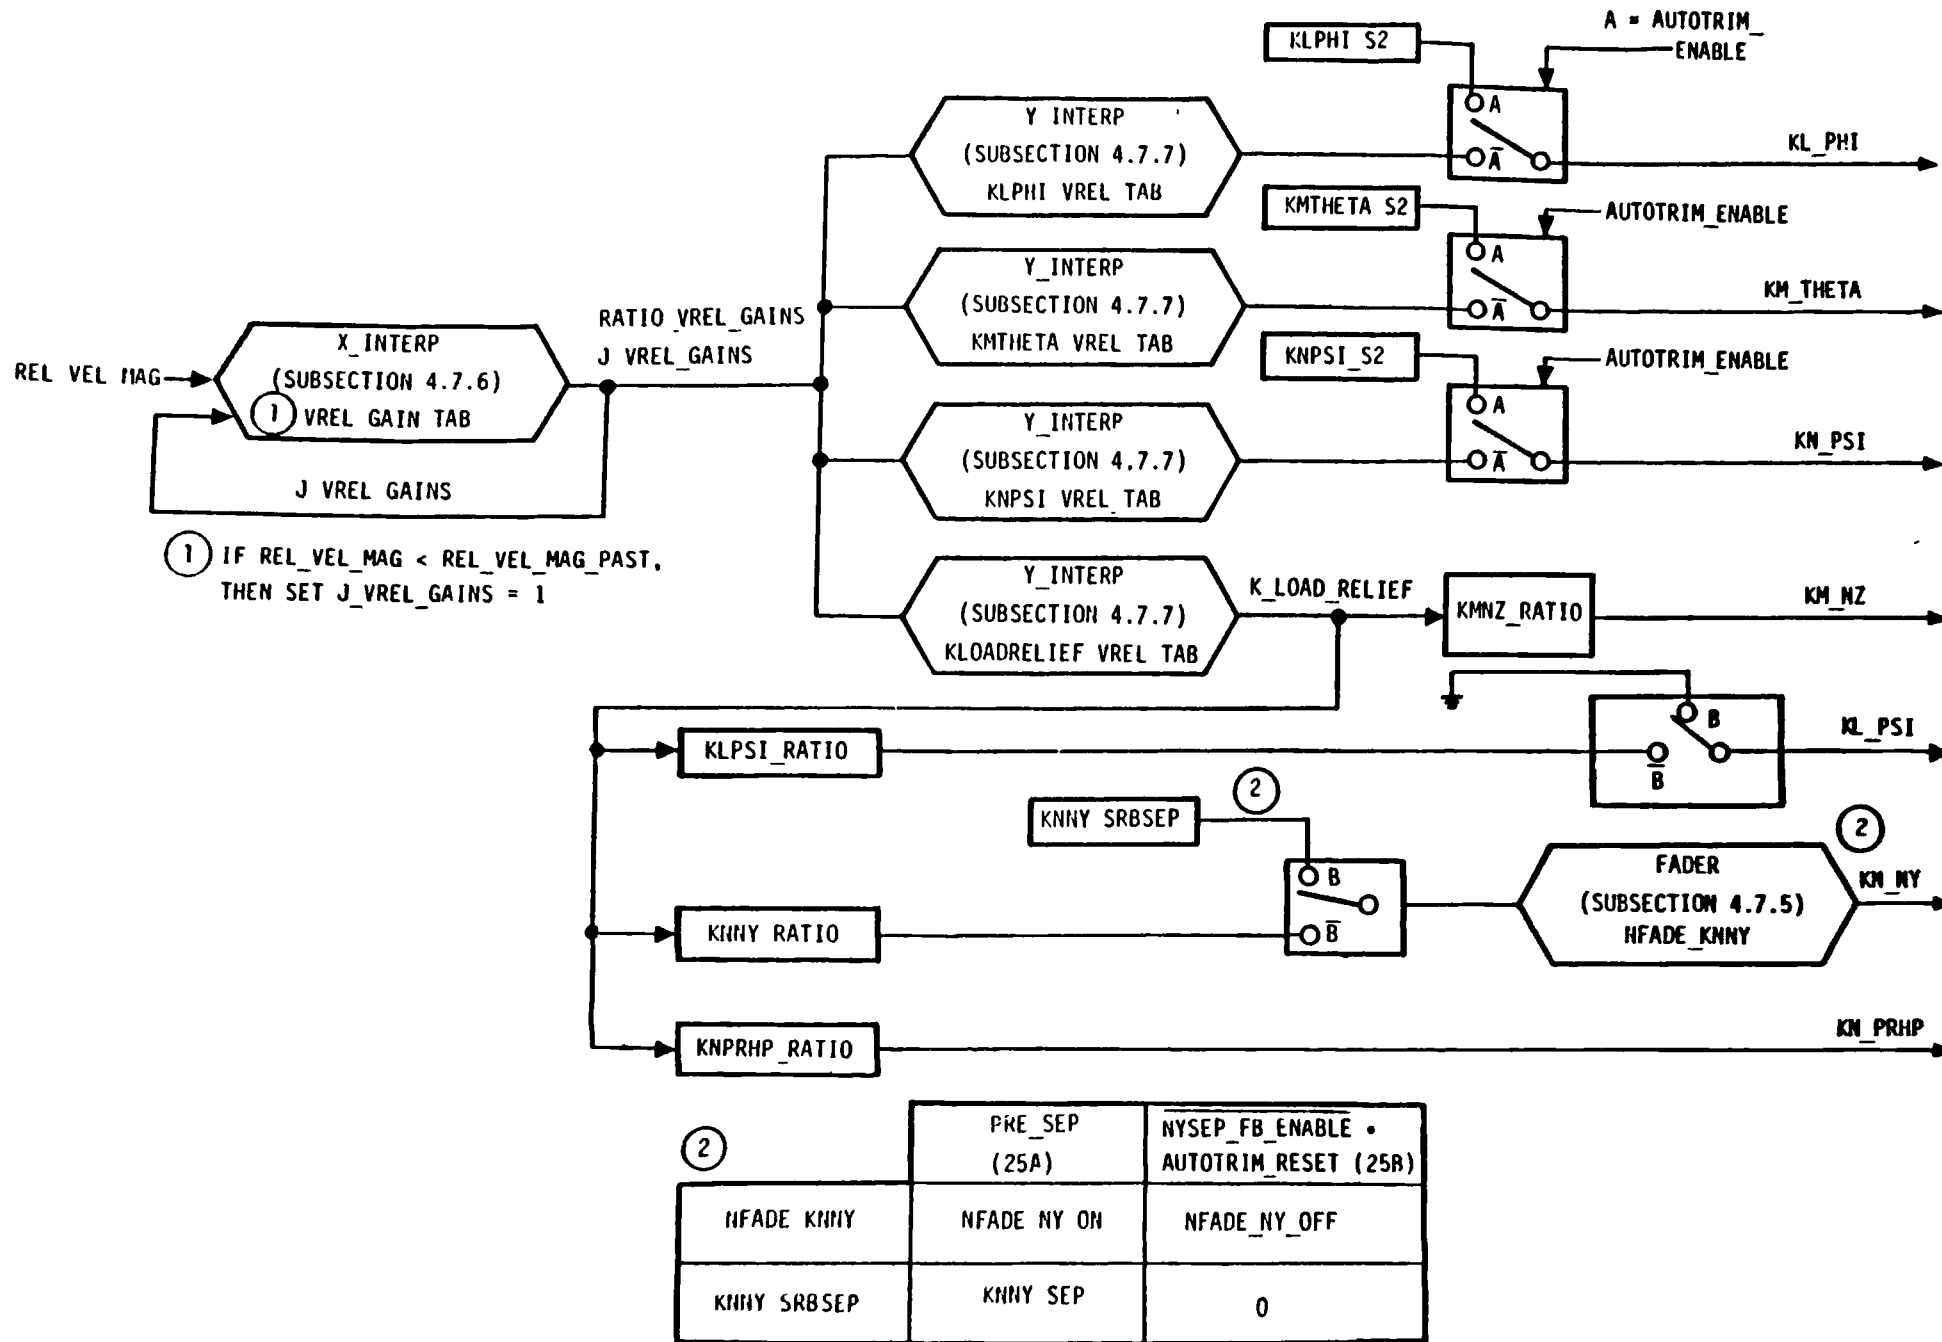 A = AUTOTRIM_
ENABLE
KLPHI S2
A
Ā
KL_PHI
Y INTERP
(SUBSECTION 4.7.7)
KLPHI VREL TAB
KMTHETA S2
AUTOTRIM_ENABLE
A
Ā
KM_THETA
Y_INTERP
(SUBSECTION 4.7.7)
KMTHETA VREL TAB
RATIO VREL_GAINS
J VREL_GAINS
REL VEL MAG
X_INTERP
(SUBSECTION 4.7.6)
1 VREL GAIN TAB
J VREL GAINS
KNPSI_S2
AUTOTRIM_ENABLE
A
Ā
KN_PSI
Y_INTERP
(SUBSECTION 4.7.7)
KNPSI VREL TAB
1 IF REL_VEL_MAG < REL_VEL_MAG_PAST,
THEN SET J_VREL_GAINS = 1
Y_INTERP
(SUBSECTION 4.7.7)
KLOADRELIEF VREL TAB
K_LOAD_RELIEF
KMNZ_RATIO
KM_NZ
KLPSI_RATIO
B
B̄
KL_PSI
KNNY SRBSEP
2
B
B̄
KNNY RATIO
FADER
(SUBSECTION 4.7.5)
NFADE_KNNY
2
KN_NY
KNPRHP_RATIO
KN_PRHP
2
PRE_SEP
(25A)
NYSEP_FB_ENABLE •
AUTOTRIM_RESET (25B)
NFADE KNNY
NFADE NY ON
NFADE_NY_OFF
KNNY SRBSEP
KNNY SEP
0